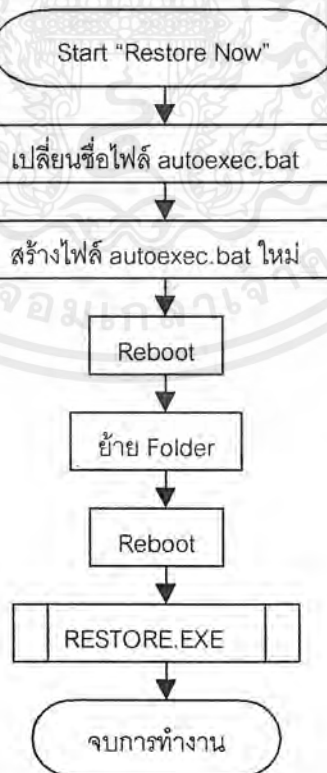 Start “Restore Now”
เปลี่ยนชื่อไฟล์ autoexec.bat
สร้างไฟล์ autoexec.bat ใหม่
Reboot
ย้าย Folder
Reboot
RESTORE.EXE
จบการทำงาน